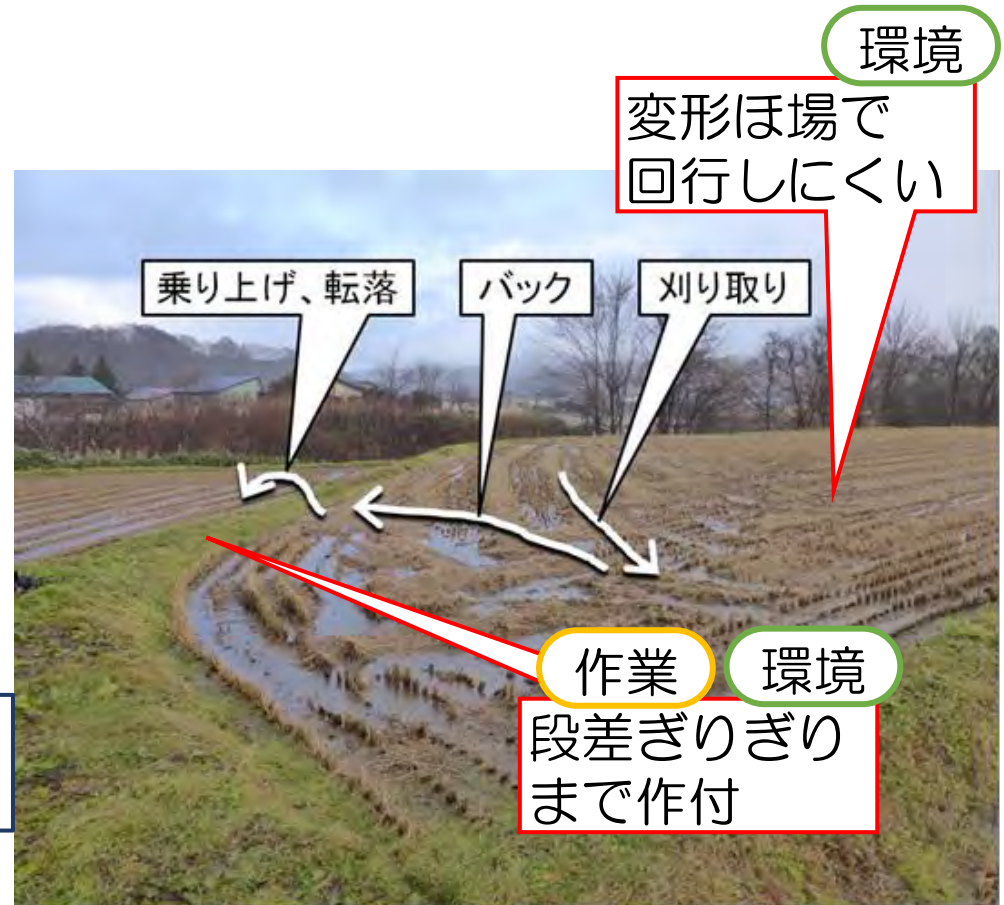 環境
変形ほ場で
回行しにくい
乗り上げ、転落
バック
刈り取り
作業
環境
段差ぎりぎり
まで作付